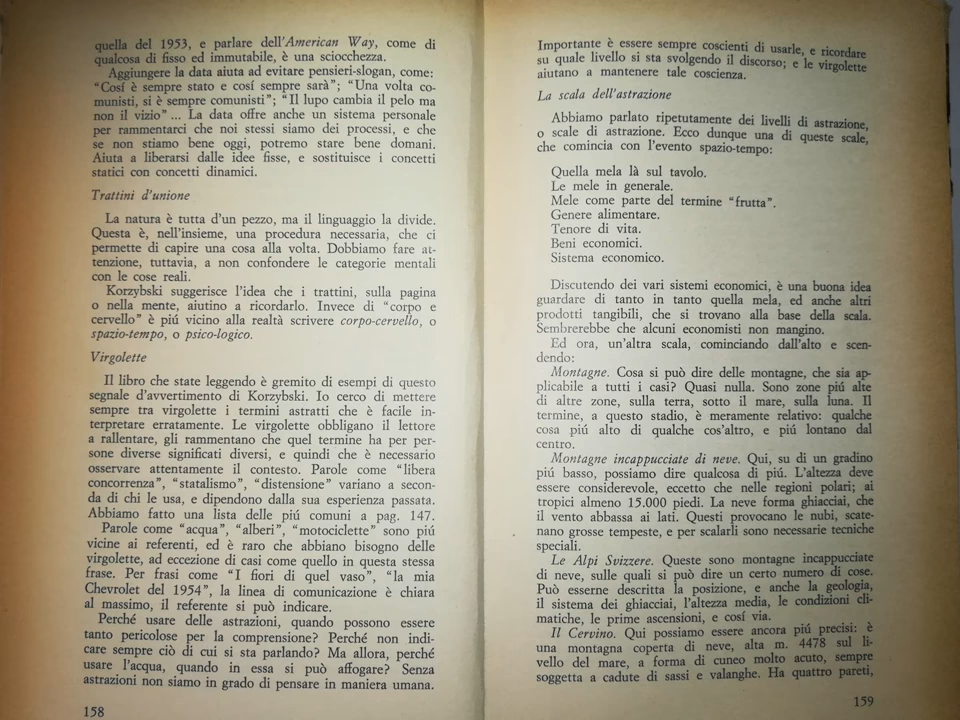 quella del 1953, e parlare dell'American Way, come di
qualcosa di fisso ed immutabile, è una sciocchezza.
Aggiungere la data aiuta ad evitare pensieri-slogan, come:
“Cosí è sempre stato e cosí sempre sarà”; “Una volta co-
munisti, si è sempre comunisti”; “Il lupo cambia il pelo ma
non il vizio”... La data offre anche un sistema personale
per rammentarci che noi stessi siamo dei processi, e che
se non stiamo bene oggi, potremo stare bene domani.
Aiuta a liberarsi dalle idee fisse, e sostituisce i concetti
statici con concetti dinamici.
Trattini d'unione
La natura è tutta d'un pezzo, ma il linguaggio la divide.
Questa è, nell'insieme, una procedura necessaria, che ci
permette di capire una cosa alla volta. Dobbiamo fare at-
tenzione, tuttavia, a non confondere le categorie mentali
con le cose reali.
Korzybski suggerisce l'idea che i trattini, sulla pagina
o nella mente, aiutino a ricordarlo. Invece di “corpo e
cervello” è piú vicino alla realtà scrivere corpo-cervello, o
spazio-tempo, o psico-logico.
Virgolette
Il libro che state leggendo è gremito di esempi di questo
segnale d'avvertimento di Korzybski. Io cerco di mettere
sempre tra virgolette i termini astratti che è facile in-
terpretare erratamente. Le virgolette obbligano il lettore
a rallentare, gli rammentano che quel termine ha per per-
sone diverse significati diversi, e quindi che è necessario
osservare attentamente il contesto. Parole come “libera
concorrenza”, “statalismo”, “distensione” variano a secon-
da di chi le usa, e dipendono dalla sua esperienza passata.
Abbiamo fatto una lista delle piú comuni a pag. 147.
Parole come “acqua”, “alberi”, “motociclette” sono piú
vicine ai referenti, ed è raro che abbiano bisogno delle
virgolette, ad eccezione di casi come quello in questa stessa
frase. Per frasi come “I fiori di quel vaso”, “la mia
Chevrolet del 1954”, la linea di comunicazione è chiara
al massimo, il referente si può indicare.
Perché usare delle astrazioni, quando possono essere
tanto pericolose per la comprensione? Perché non indi-
care sempre ciò di cui si sta parlando? Ma allora, perché
usare l'acqua, quando in essa si può affogare? Senza
astrazioni non siamo in grado di pensare in maniera umana.
158
Importante è essere sempre coscienti di usarle, e ricordare
su quale livello si sta svolgendo il discorso; e le virgolette
aiutano a mantenere tale coscienza.
La scala dell'astrazione
Abbiamo parlato ripetutamente dei livelli di astrazione,
o scale di astrazione. Ecco dunque una di queste scale,
che comincia con l'evento spazio-tempo:
Quella mela là sul tavolo.
Le mele in generale.
Mele come parte del termine “frutta”.
Genere alimentare.
Tenore di vita.
Beni economici.
Sistema economico.
Discutendo dei vari sistemi economici, è una buona idea
guardare di tanto in tanto quella mela, ed anche altri
prodotti tangibili, che si trovano alla base della scala.
Sembrerebbe che alcuni economisti non mangino.
Ed ora, un'altra scala, cominciando dall'alto e scen-
dendo:
Montagne. Cosa si può dire delle montagne, che sia ap-
plicabile a tutti i casi? Quasi nulla. Sono zone piú alte
di altre zone, sulla terra, sotto il mare, sulla luna. Il
termine, a questo stadio, è meramente relativo: qualche
cosa piú alto di qualche cos'altro, e piú lontano dal
centro.
Montagne incappucciate di neve. Qui, su di un gradino
piú basso, possiamo dire qualcosa di piú. L'altezza deve
essere considerevole, eccetto che nelle regioni polari; ai
tropici almeno 15.000 piedi. La neve forma ghiacciai, che
il vento abbassa ai lati. Questi provocano le nubi, scate-
nano grosse tempeste, e per scalarli sono necessarie tecniche
speciali.
Le Alpi Svizzere. Queste sono montagne incappucciate
di neve, sulle quali si può dire un certo numero di cose.
Può esserne descritta la posizione, e anche la geologia,
il sistema dei ghiacciai, l'altezza media, le condizioni cli-
matiche, le prime ascensioni, e cosí via.
Il Cervino. Qui possiamo essere ancora piú precisi: è
una montagna coperta di neve, alta m. 4478 sul li-
vello del mare, a forma di cuneo molto acuto, sempre
soggetta a cadute di sassi e valanghe. Ha quattro pareti,
159